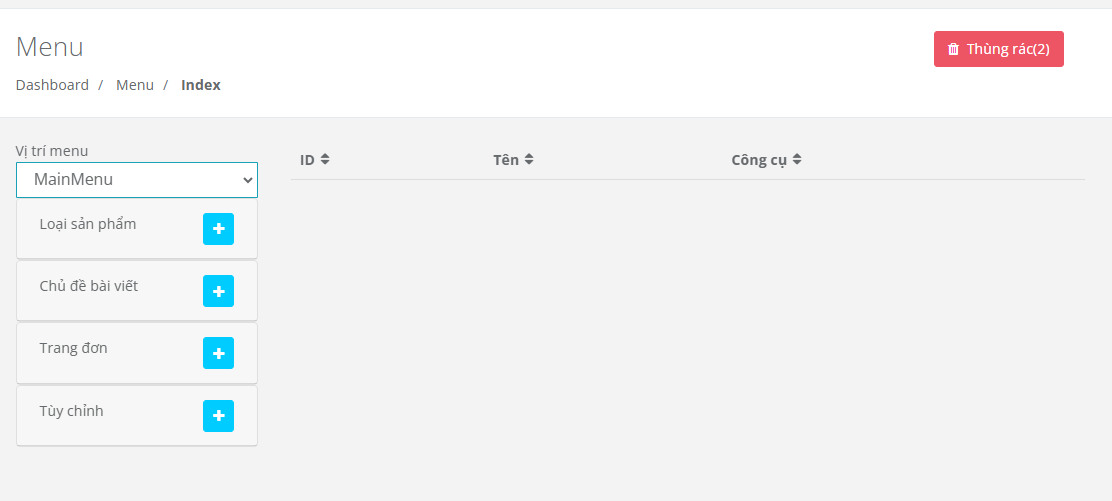 Menu
Thùng rác(2)
Dashboard / Menu / Index
Vị trí menu
MainMenu
ID Tên Công cụ
Loại sản phẩm
Chủ đề bài viết
Trang đơn
Tùy chỉnh